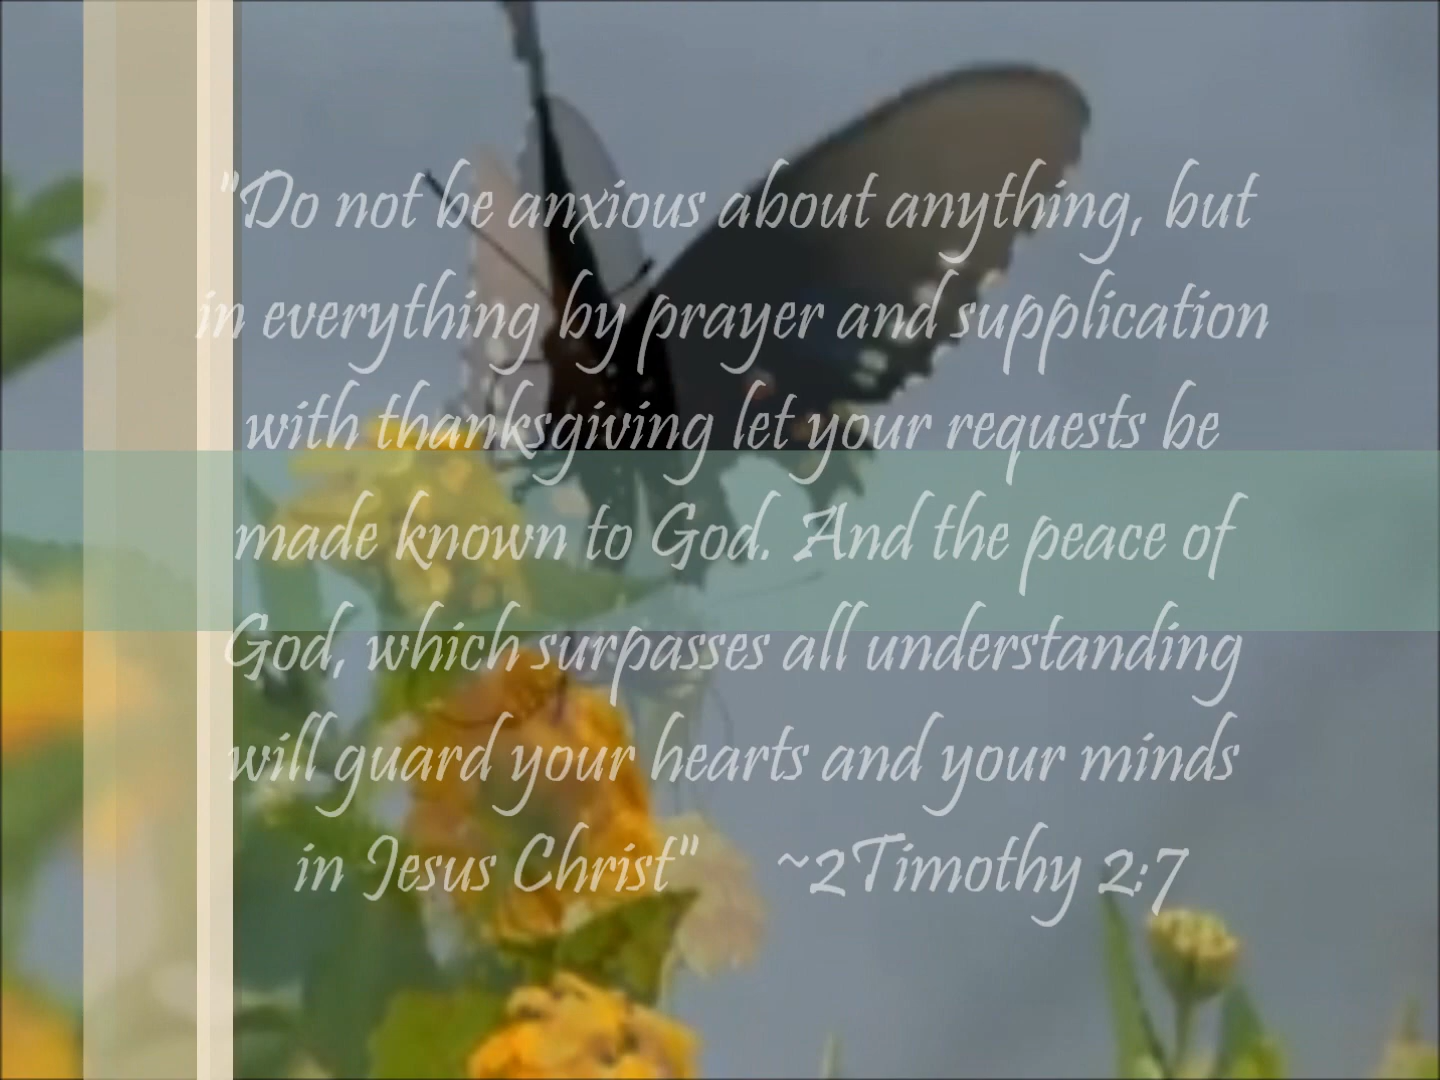 "Do not be anxious about anything, but
in everything by prayer and supplication
with thanksgiving let your requests be
made known to God. And the peace of
God, which surpasses all understanding
will guard your hearts and your minds
in Jesus Christ" ~2Timothy 2:7